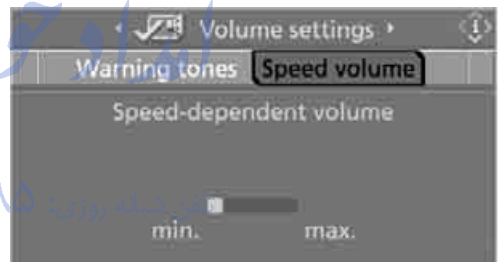 Volume settings
Warning tones Speed volume
Speed-dependent volume
min. max.